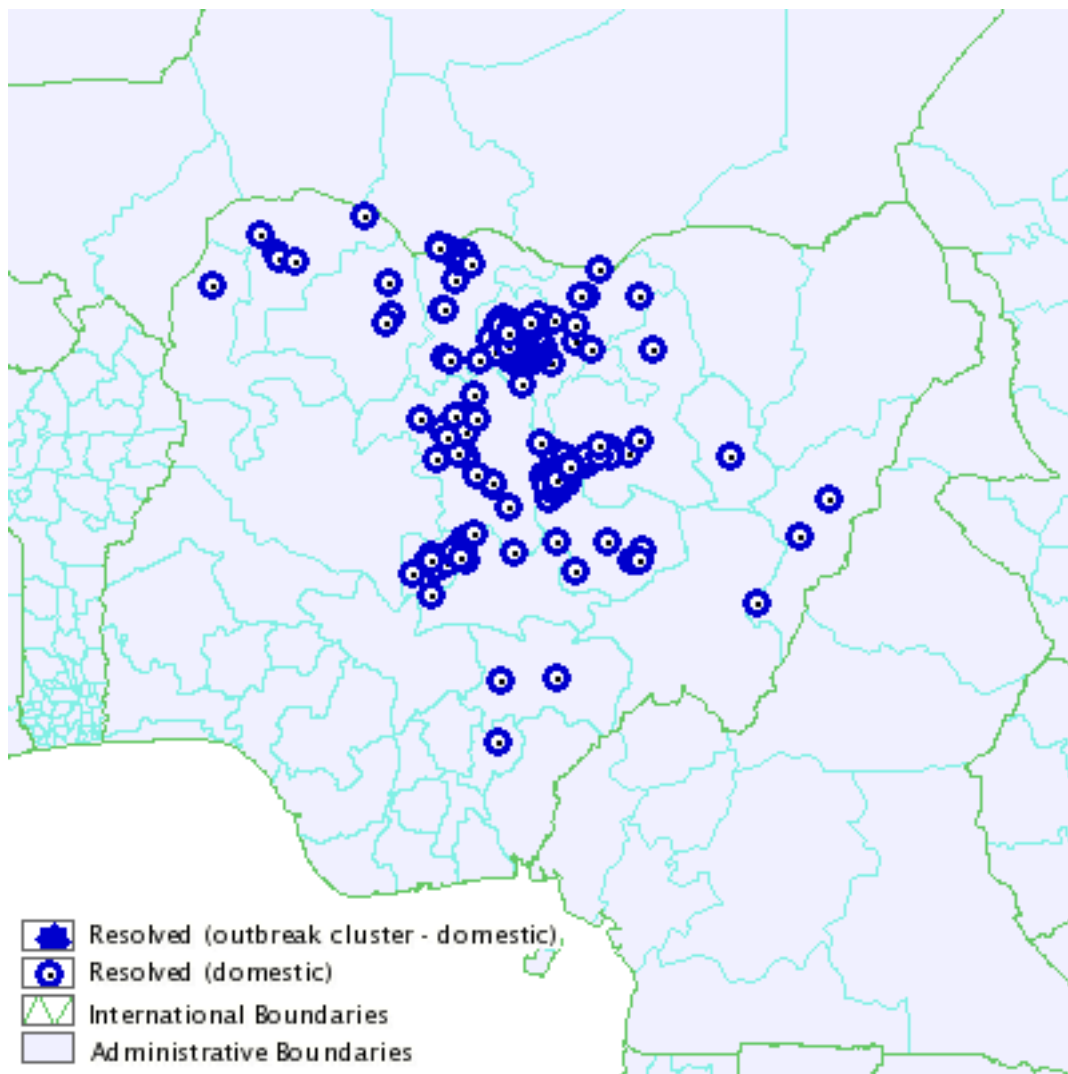 Resolved (outbreak cluster - domestic)
Resolved (domestic)
International Boundaries
Administrative Boundaries